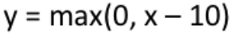 y = max(0, x – 10)